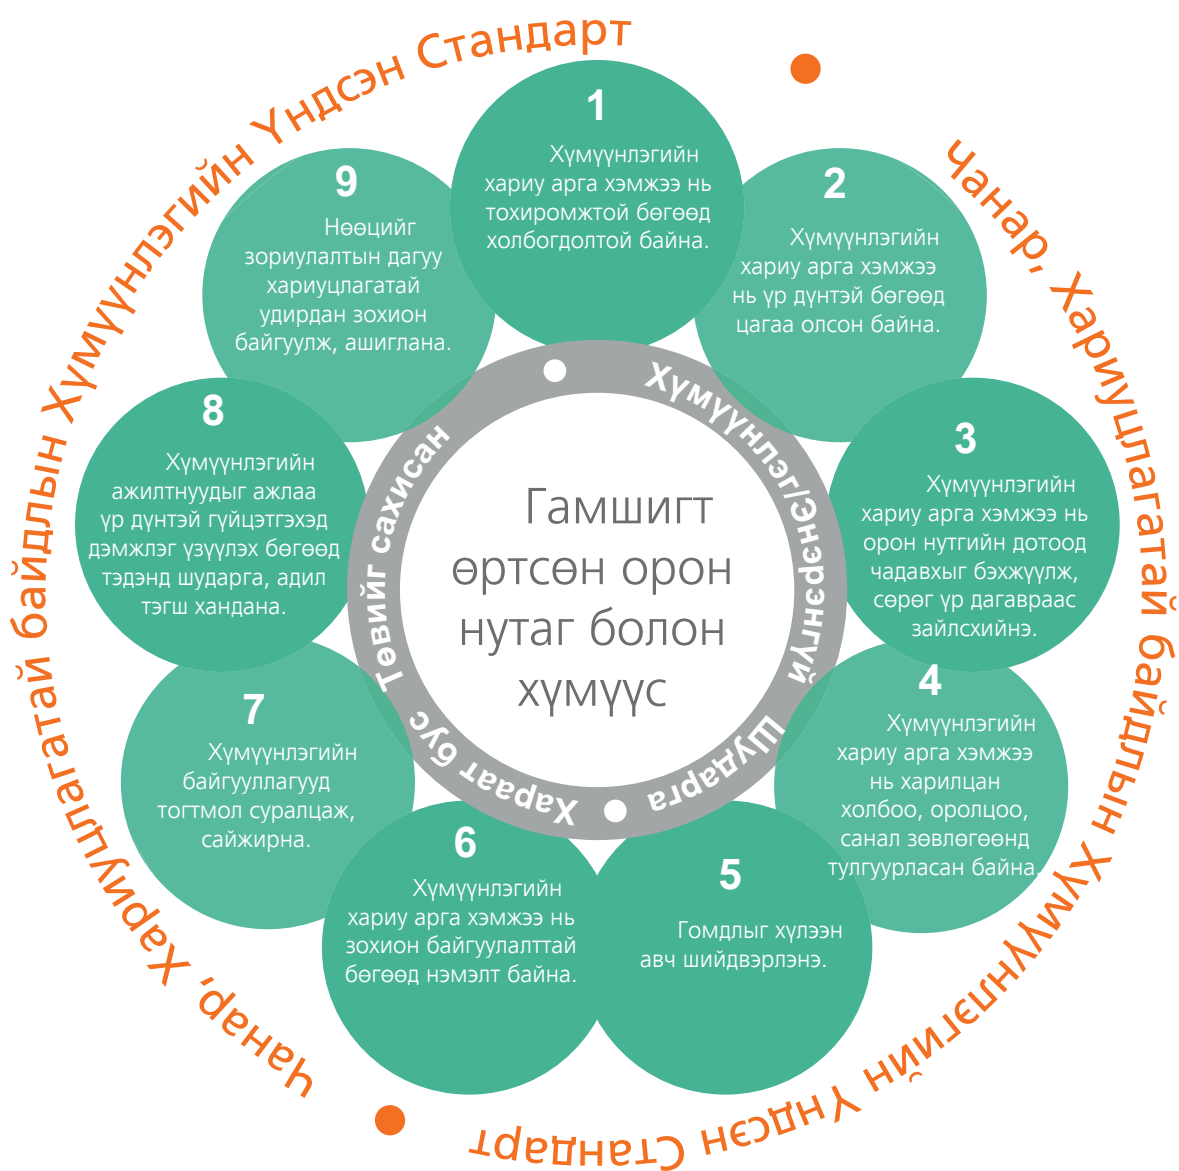 Чанар, Хариуцлагатай байдлын Хүмүүнлэгийн Үндсэн Стандарт
Чанар, Хариуцлагатай байдлын Хүмүүнлэгийн Үндсэн Стандарт
1
Хүмүүнлэгийн
хариу арга хэмжээ нь
тохиромжтой бөгөөд
холбогдолтой байна.
2
Хүмүүнлэгийн
хариу арга хэмжээ
нь үр дүнтэй бөгөөд
цагаа олсон байна.
3
Хүмүүнлэгийн
хариу арга хэмжээ нь
орон нутгийн дотоод
чадавхыг бэхжүүлж,
сөрөг үр дагавраас
зайлсхийнэ.
4
Хүмүүнлэгийн
хариу арга хэмжээ
нь харилцан
холбоо, оролцоо,
санал зөвлөгөөнд
тулгуурласан байна.
5
Гомдлыг хүлээн
авч шийдвэрлэнэ.
6
Хүмүүнлэгийн
хариу арга хэмжээ нь
зохион байгуулалттай
бөгөөд нэмэлт байна.
7
Хүмүүнлэгийн
байгууллагууд
тогтмол суралцаж,
сайжирна.
8
Хүмүүнлэгийн
ажилтнуудыг ажлаа
үр дүнтэй гүйцэтгэхэд
дэмжлэг үзүүлэх бөгөөд
тэдэнд шударга, адил
тэгш хандана.
9
Нөөцийг
зориулалтын дагуу
хариуцлагатай
удирдан зохион
байгуулж, ашиглана.
Хүмүүнлэг/Энэрэнгүй
Шударга
Хараат бус
Төвийг сахисан
Гамшигт
өртсөн орон
нутаг болон
хүмүүс